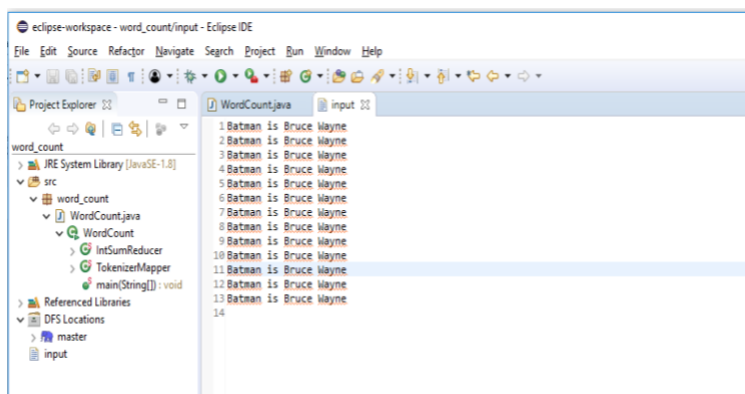 eclipse-workspace - word_count/input - Eclipse IDE
File Edit Source Refactor Navigate Search Project Run Window Help
Project Explorer
WordCount.java
input
word_count
JRE System Library [JavaSE-1.8]
src
word_count
WordCount.java
WordCount
IntSumReducer
TokenizerMapper
main(String[]) : void
Referenced Libraries
DFS Locations
master
input
1 Batman is Bruce Wayne
2 Batman is Bruce Wayne
3 Batman is Bruce Wayne
4 Batman is Bruce Wayne
5 Batman is Bruce Wayne
6 Batman is Bruce Wayne
7 Batman is Bruce Wayne
8 Batman is Bruce Wayne
9 Batman is Bruce Wayne
10 Batman is Bruce Wayne
11 Batman is Bruce Wayne
12 Batman is Bruce Wayne
13 Batman is Bruce Wayne
14